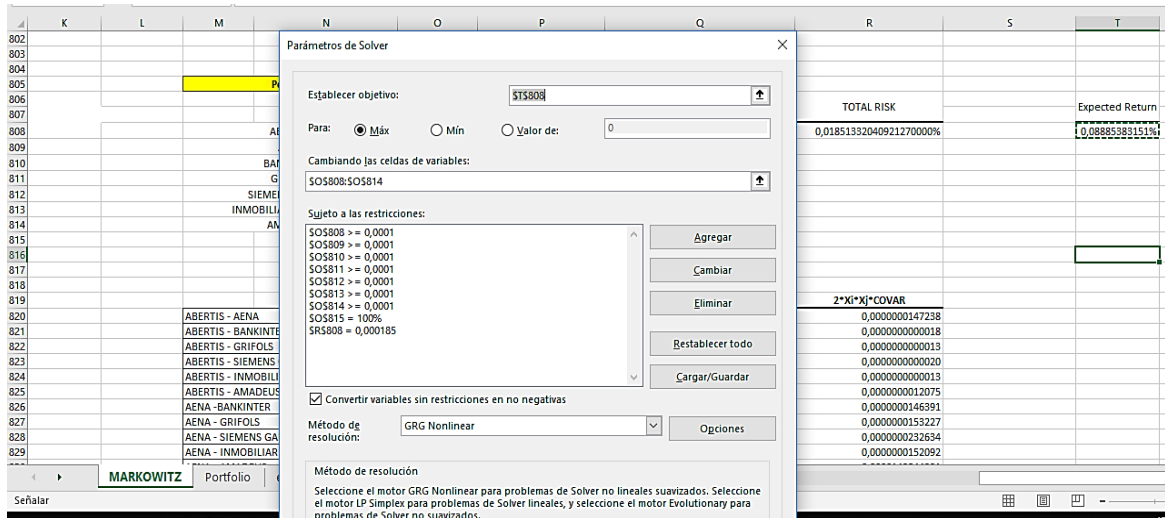 K L M N O P Q R S T
802
803
804
805
806
807 TOTAL RISK Expected Return
808 0,01851332040921270000% 0,08885383151%
809
810
811
812
813
814
815
816
817
818
819 2*Xi*Xj*COVAR
820 ABERTIS - AENA 0,0000000147238
821 ABERTIS - BANKINTE 0,0000000000018
822 ABERTIS - GRIFOLS 0,0000000000013
823 ABERTIS - SIEMENS 0,0000000000020
824 ABERTIS - INMOBILI 0,0000000000013
825 ABERTIS - AMADEUS 0,0000000012075
826 AENA -BANKINTER 0,0000000146391
827 AENA - GRIFOLS 0,0000000153227
828 AENA - SIEMENS GA 0,0000000232634
829 AENA - INMOBILIAR 0,0000000152092
Parámetros de Solver
Establecer objetivo: $T$808
Para: Máx Mín Valor de: 0
Cambiando las celdas de variables:
$O$808:$O$814
Sujeto a las restricciones:
$O$808 >= 0,0001
$O$809 >= 0,0001
$O$810 >= 0,0001
$O$811 >= 0,0001
$O$812 >= 0,0001
$O$813 >= 0,0001
$O$814 >= 0,0001
$O$815 = 100%
$R$808 = 0,000185
Agregar
Cambiar
Eliminar
Restablecer todo
Cargar/Guardar
Convertir variables sin restricciones en no negativas
Método de
resolución:
GRG Nonlinear
Opciones
Método de resolución
Seleccione el motor GRG Nonlinear para problemas de Solver no lineales suavizados. Seleccione
el motor LP Simplex para problemas de Solver lineales, y seleccione el motor Evolutionary para
problemas de Solver no suavizados.
MARKOWITZ Portfolio
Señalar